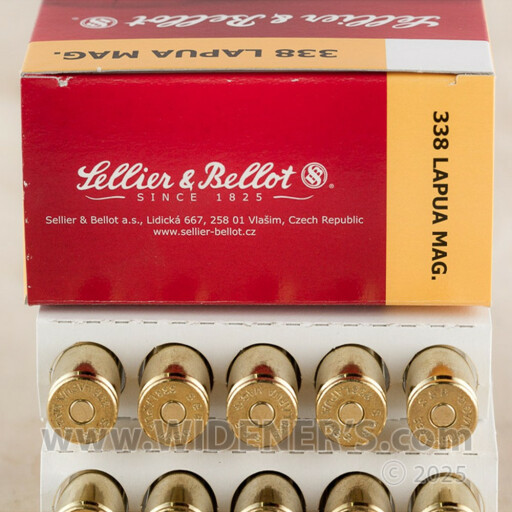 Sellier & Bellot
338 LAPUA MAG.
Sellier & Bellot
SINCE 1825
Sellier & Bellot a.s., Lidická 667, 258 01 Vlašim, Czech Republic
www.sellier-bellot.cz
338 LAPUA MAG.
WWW.WIDENER'S.COM
© 2025